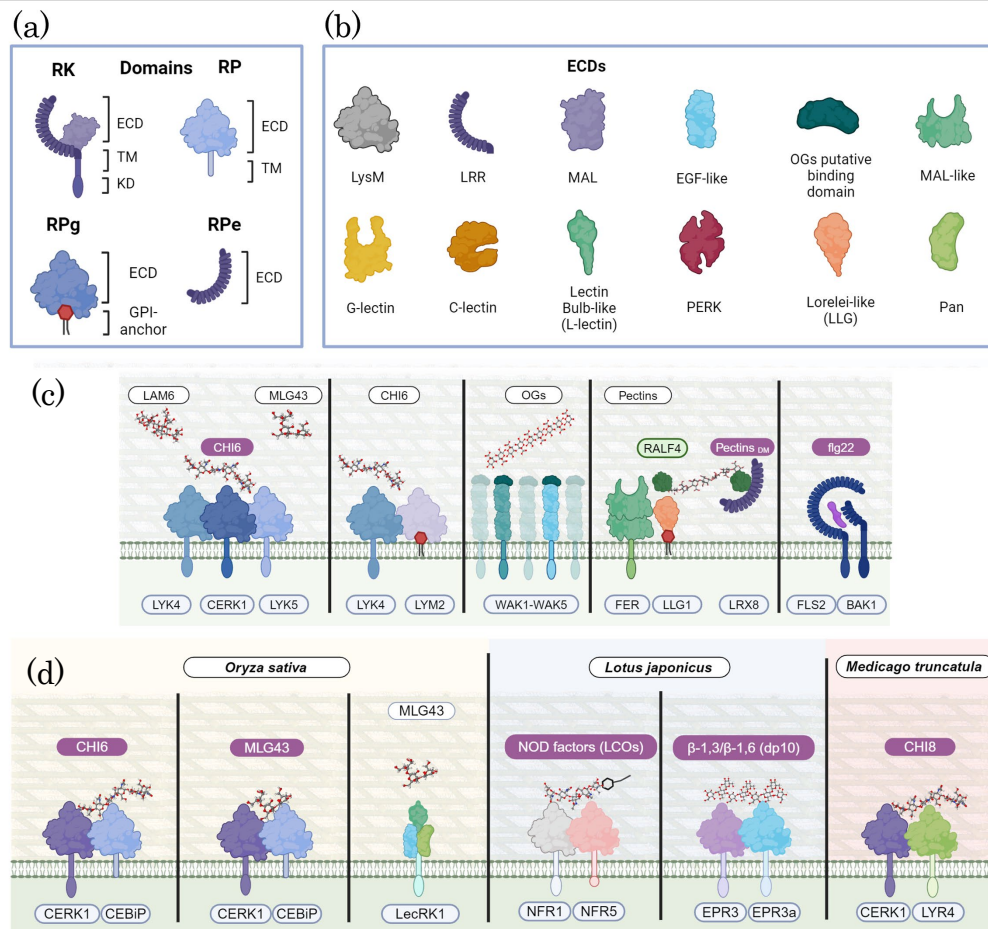 (a)
RK Domains RP
ECD
TM
KD
ECD
TM
RPg RPe
ECD
GPI-
anchor
ECD
(b)
ECDs
LysM
LRR
MAL
EGF-like
OGs putative
binding
domain
MAL-like
G-lectin
C-lectin
Lectin
Bulb-like
(L-lectin)
PERK
Lorelei-like
(LLG)
Pan
(c)
LAM6
MLG43
CHI6
LYK4
CERK1
LYK5
CHI6
LYK4
LYM2
OGs
WAK1-WAK5
Pectins
RALF4
Pectins DM
FER
LLG1
LRX8
flg22
FLS2
BAK1
(d)
Oryza sativa
CHI6
CERK1
CEBiP
MLG43
CERK1
CEBiP
MLG43
LecRK1
Lotus japonicus
NOD factors (LCOs)
NFR1
NFR5
β-1,3/β-1,6 (dp10)
EPR3
EPR3a
Medicago truncatula
CHI8
CERK1
LYR4